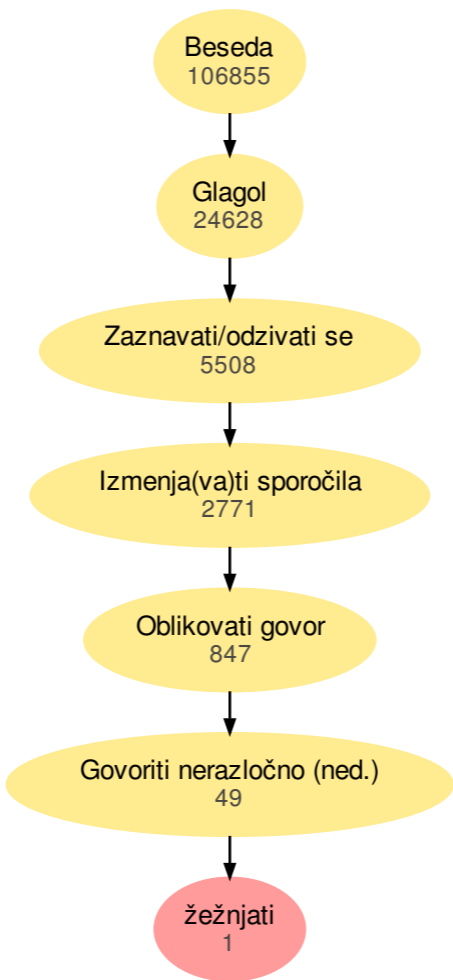 Beseda
106855
Glagol
24628
Zaznavati/odzivati se
5508
Izmenja(va)ti sporočila
2771
Oblikovati govor
847
Govoriti nerazločno (ned.)
49
žežnjati
1